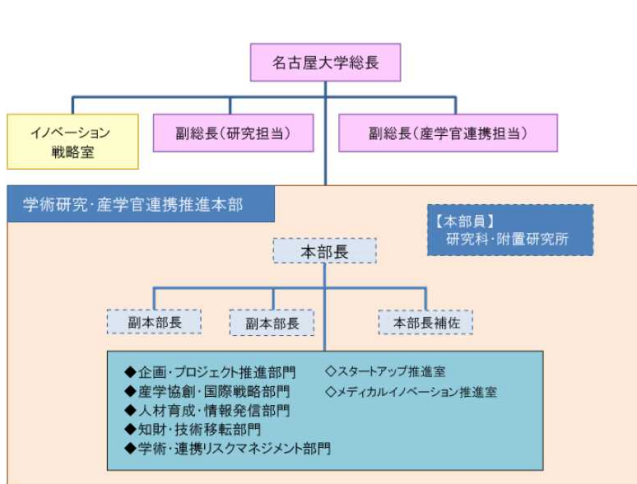 名古屋大学総長
イノベーション
戦略室
副総長(研究担当)
副総長(産学官連携担当)
学術研究・産学官連携推進本部
【本部員】
研究科・附置研究所
本部長
副本部長
副本部長
本部長補佐
◆企画・プロジェクト推進部門
◆産学協創・国際戦略部門
◆人材育成・情報発信部門
◆知財・技術移転部門
◆学術・連携リスクマネジメント部門
◇スタートアップ推進室
◇メディカルイノベーション推進室